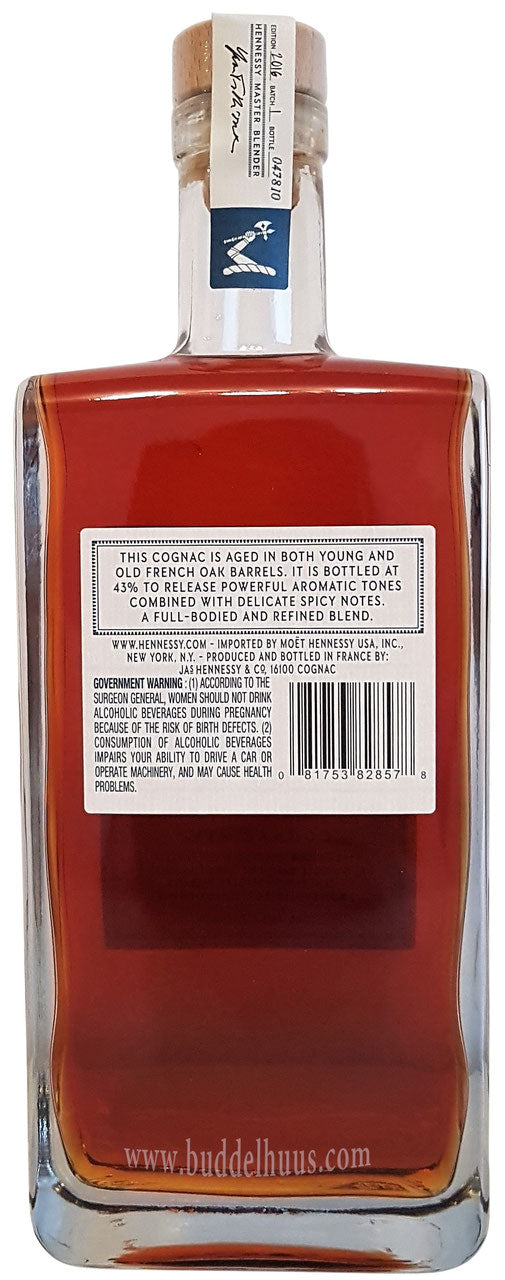 EDITION 2016 BATCH 1 BOTTLE 047810
HENNESSY MASTER BLENDER
THIS COGNAC IS AGED IN BOTH YOUNG AND
OLD FRENCH OAK BARRELS. IT IS BOTTLED AT
43% TO RELEASE POWERFUL AROMATIC TONES
COMBINED WITH DELICATE SPICY NOTES.
A FULL-BODIED AND REFINED BLEND.
WWW.HENNESSY.COM - IMPORTED BY MOËT HENNESSY USA, INC.,
NEW YORK, N.Y. - PRODUCED AND BOTTLED IN FRANCE BY:
JAS HENNESSY & CO, 16100 COGNAC
GOVERNMENT WARNING : (1) ACCORDING TO THE
SURGEON GENERAL, WOMEN SHOULD NOT DRINK
ALCOHOLIC BEVERAGES DURING PREGNANCY
BECAUSE OF THE RISK OF BIRTH DEFECTS. (2)
CONSUMPTION OF ALCOHOLIC BEVERAGES
IMPAIRS YOUR ABILITY TO DRIVE A CAR OR
OPERATE MACHINERY, AND MAY CAUSE HEALTH
PROBLEMS.
0 81753 82857 8
www.buddelhuus.com